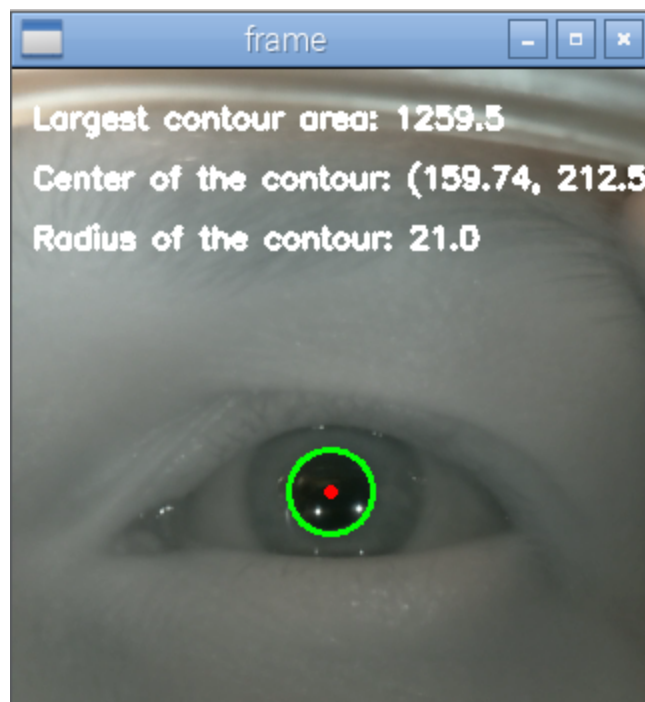 frame
Largest contour area: 1259.5
Center of the contour: (159.74, 212.5
Radius of the contour: 21.0